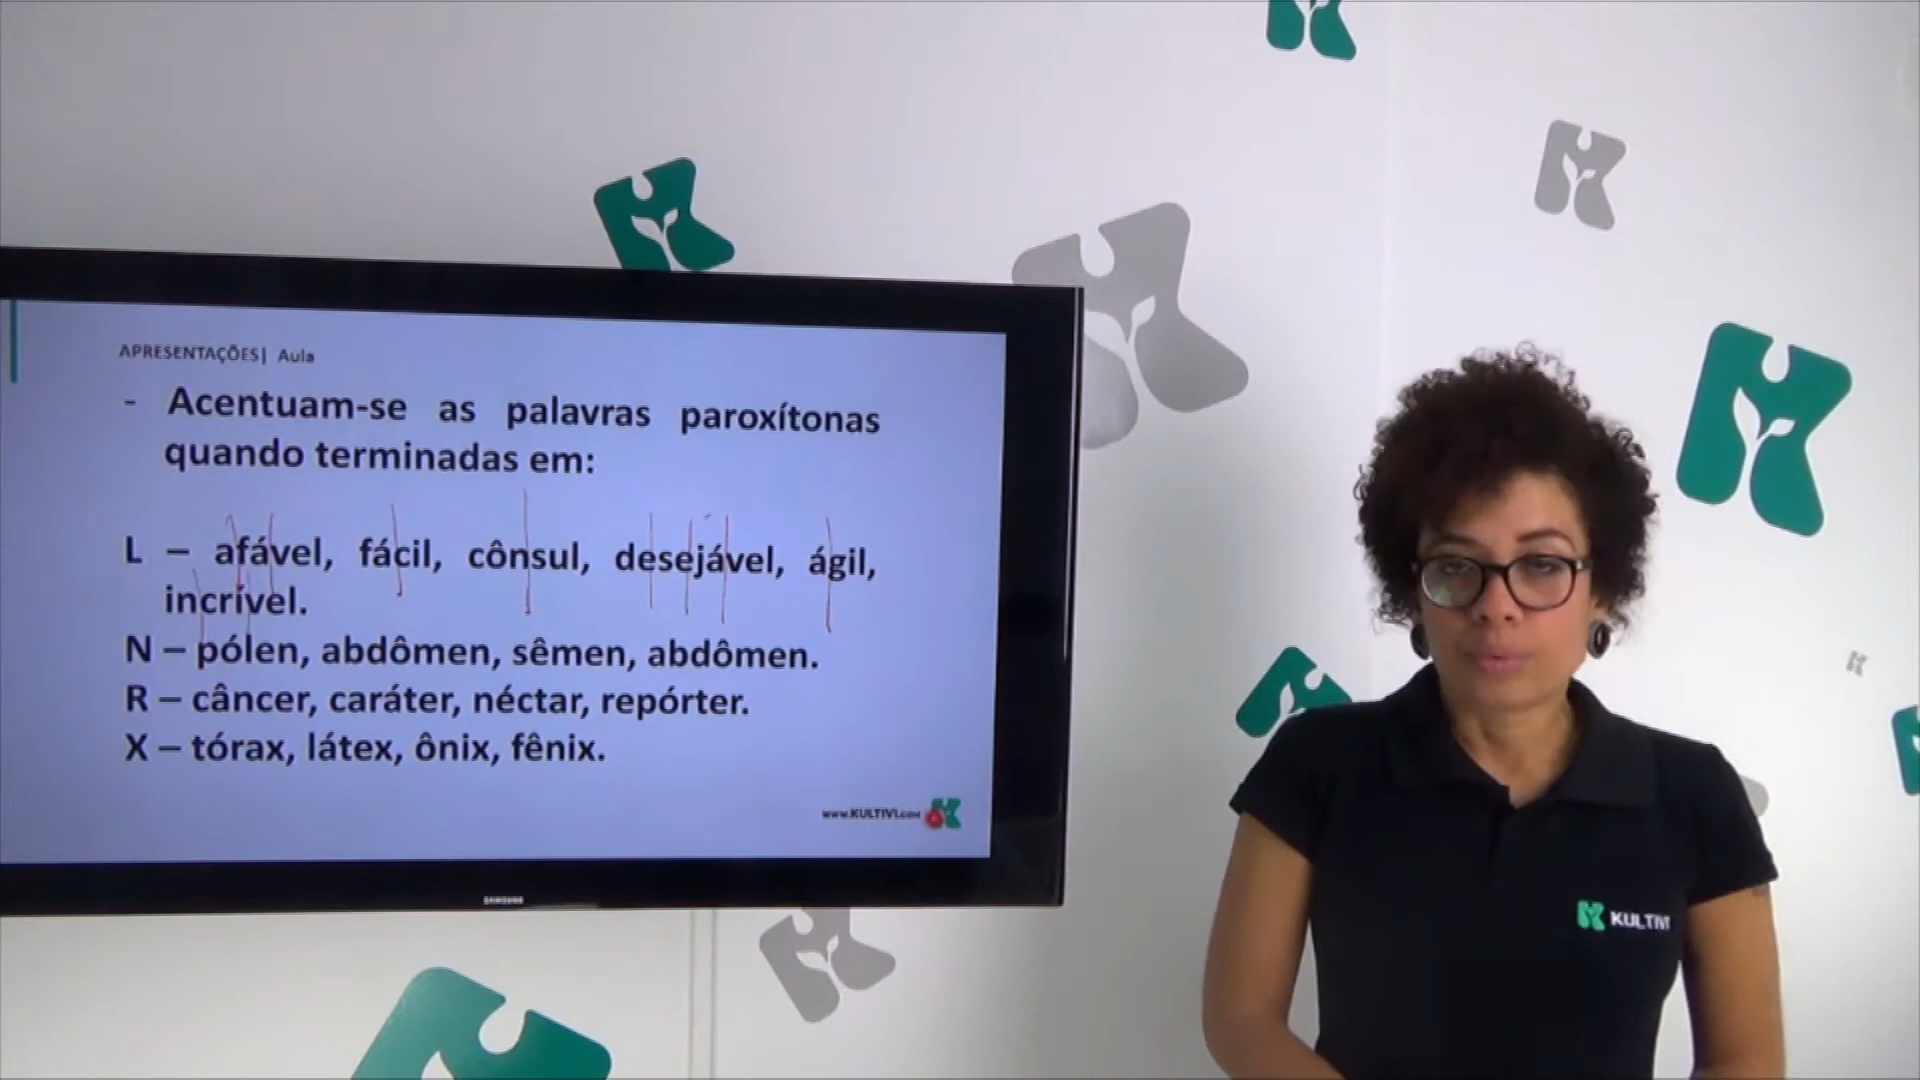 APRESENTAÇÕES| Aula
- Acentuam-se as palavras paroxítonas
quando terminadas em:
L – afável, fácil, cônsul, desejável, ágil,
incrível.
N – pólen, abdômen, sêmen, abdômen.
R – câncer, caráter, néctar, repórter.
X – tórax, látex, ônix, fênix.
www.KULTIVI.com
SAMSUNG
KULTIVI